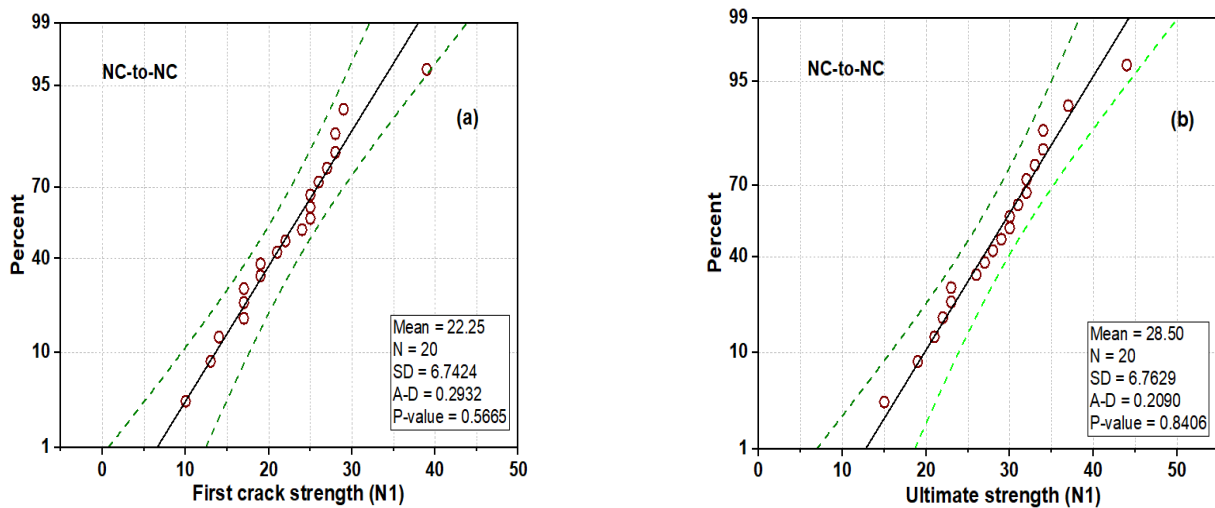 99
95
70
40
10
1
Percent
NC-to-NC
(a)
Mean = 22.25
N = 20
SD = 6.7424
A-D = 0.2932
P-value = 0.5665
0 10 20 30 40 50
First crack strength (N1)
99
95
70
40
10
1
Percent
NC-to-NC
(b)
Mean = 28.50
N = 20
SD = 6.7629
A-D = 0.2090
P-value = 0.8406
0 10 20 30 40 50
Ultimate strength (N1)